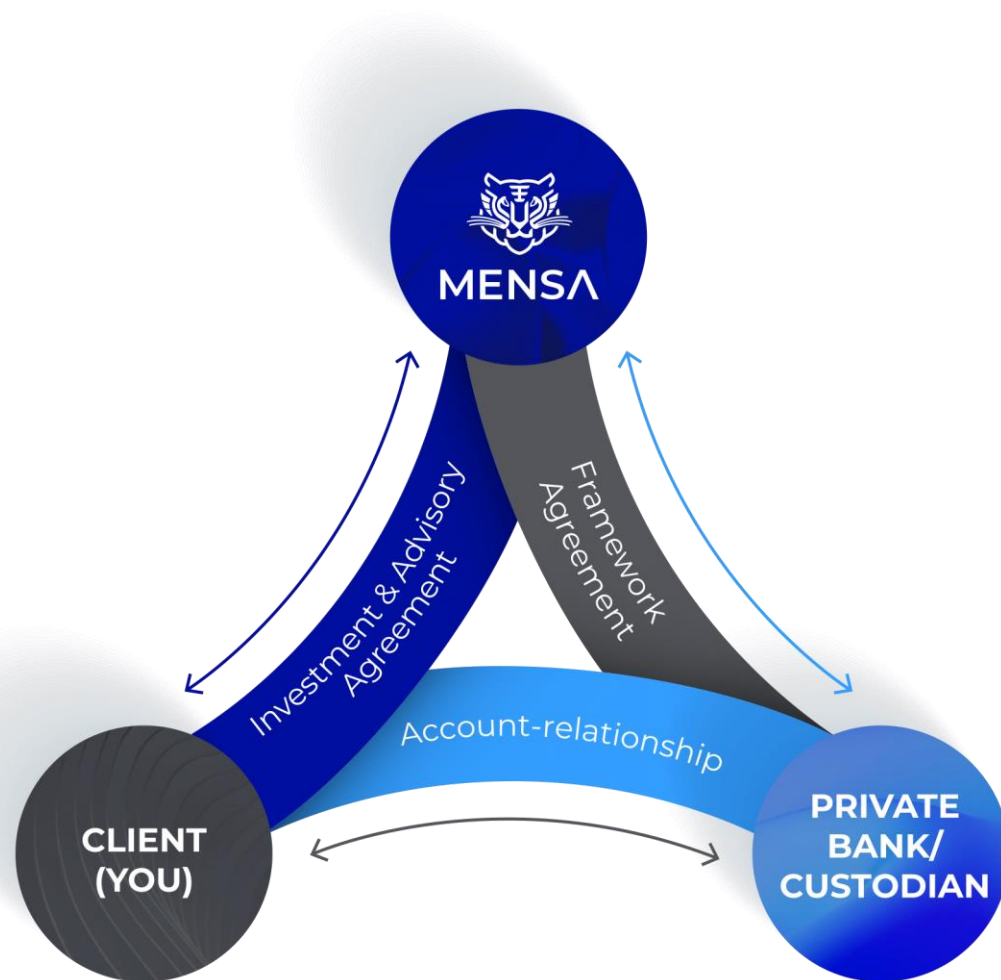 MENSA
Investment & Advisory
Agreement
Framework
Agreement
Account-relationship
CLIENT
(YOU)
PRIVATE
BANK/
CUSTODIAN